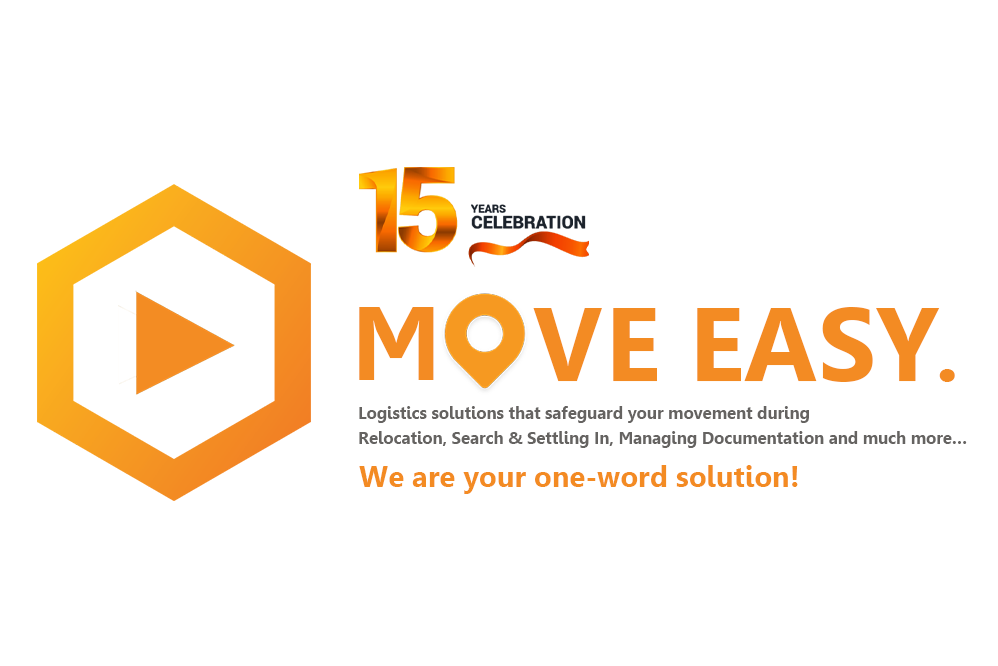 15
YEARS
CELEBRATION
MOVE EASY.
Logistics solutions that safeguard your movement during
Relocation, Search & Settling In, Managing Documentation and much more...
We are your one-word solution!